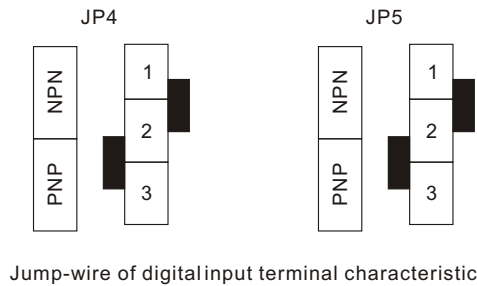 JP4
NPN
PNP
1
2
3
JP5
NPN
PNP
1
2
3
Jump-wire of digital input terminal characteristic